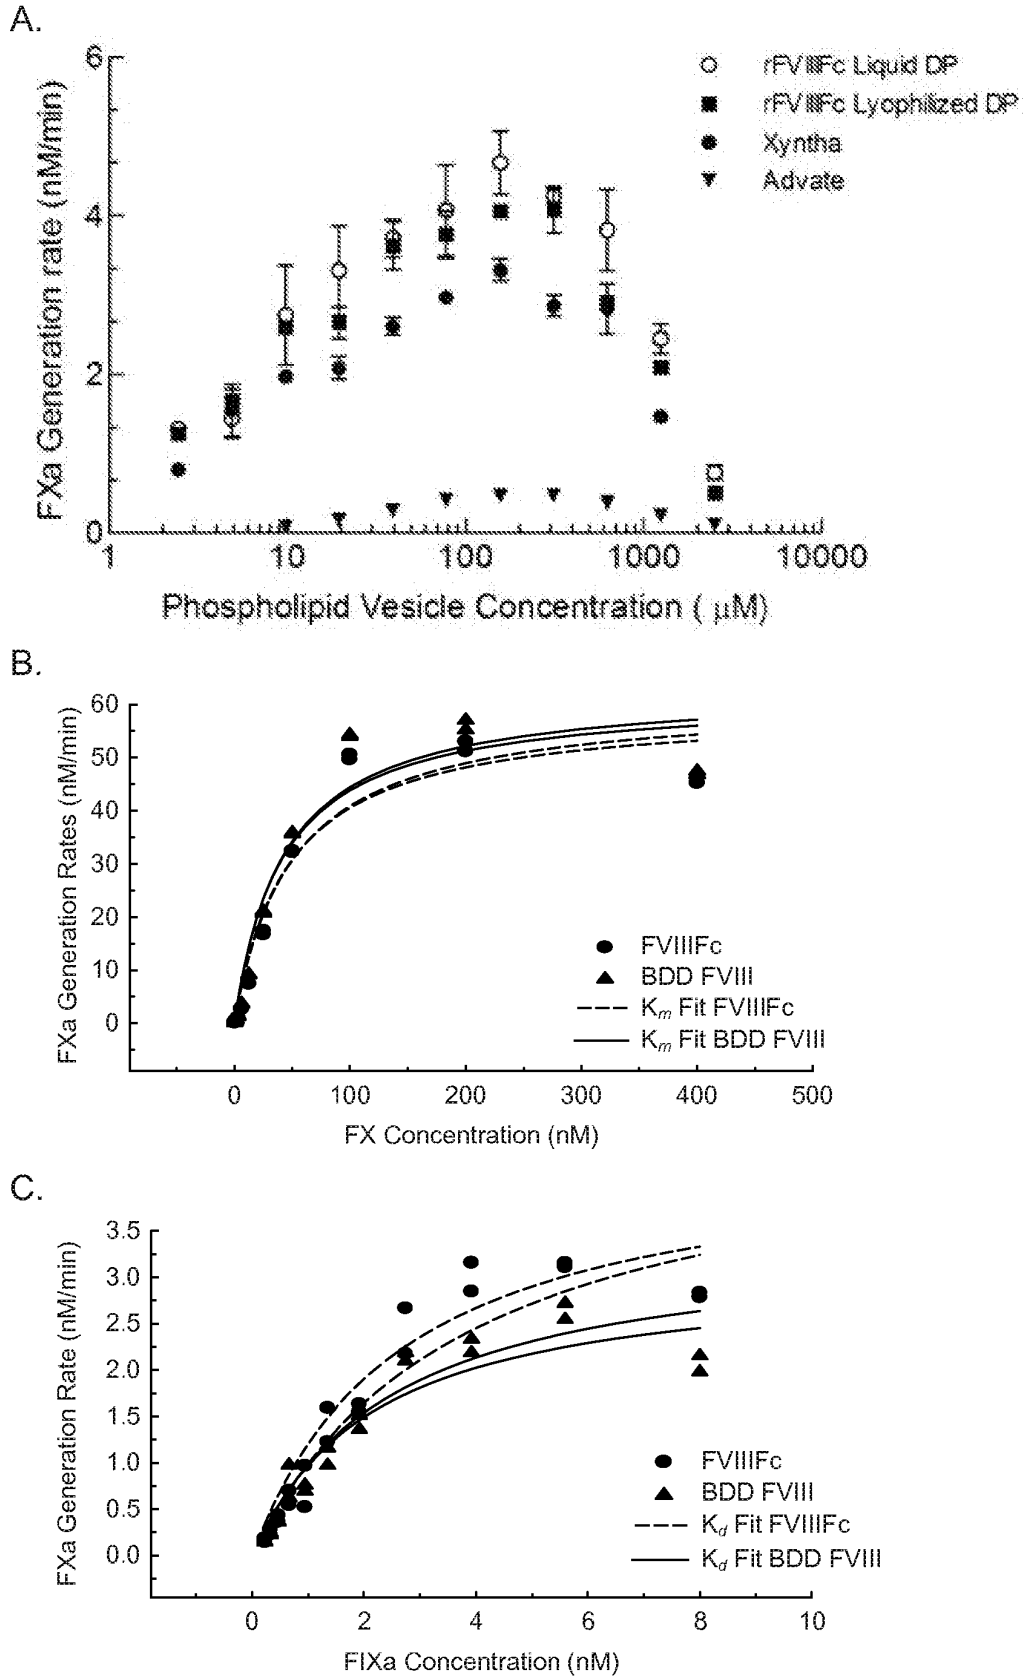 A.
FXa Generation rate (nM/min)
6
4
2
0
1
10
100
1000
10000
Phospholipid Vesicle Concentration ( μM)
rFVIIIFc Liquid DP
rFVIIIFc Lyophilized DP
Xyntha
Advate
B.
FXa Generation Rates (nM/min)
60
50
40
30
20
10
0
0
100
200
300
400
500
FX Concentration (nM)
FVIIIFc
BDD FVIII
Km Fit FVIIIFc
Km Fit BDD FVIII
C.
FXa Generation Rate (nM/min)
3.5
3.0
2.5
2.0
1.5
1.0
0.5
0.0
0
2
4
6
8
10
FIXa Concentration (nM)
FVIIIFc
BDD FVIII
Kd Fit FVIIIFc
Kd Fit BDD FVIII